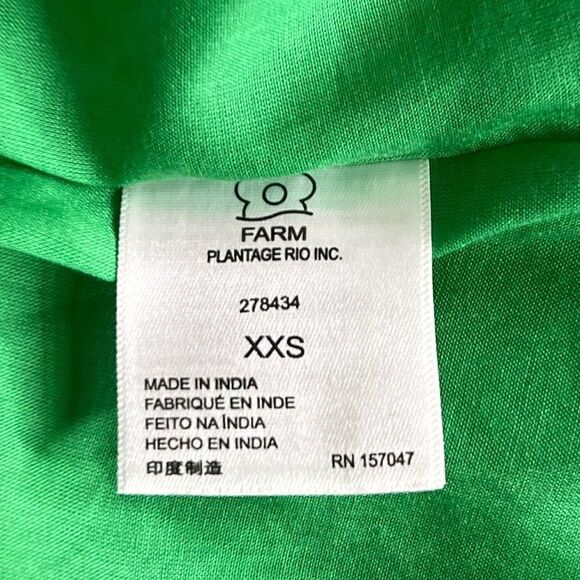 FARM
PLANTAGE RIO INC.
278434
XXS
MADE IN INDIA
FABRIQUÉ EN INDE
FEITO NA ÍNDIA
HECHO EN INDIA
印度制造
RN 157047